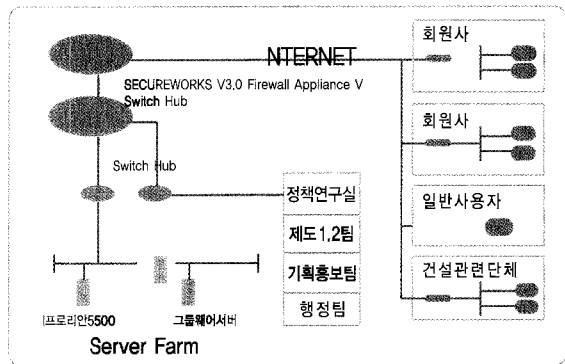 회원사
NTERNET
SECUREWORKS V3.0 Firewall Appliance V
Switch Hub
회원사
Switch Hub
정책연구실
일반사용자
제도1,2팀
기획홍보팀
건설관련단체
행정팀
프로리안5500
그룹웨어서버
Server Farm